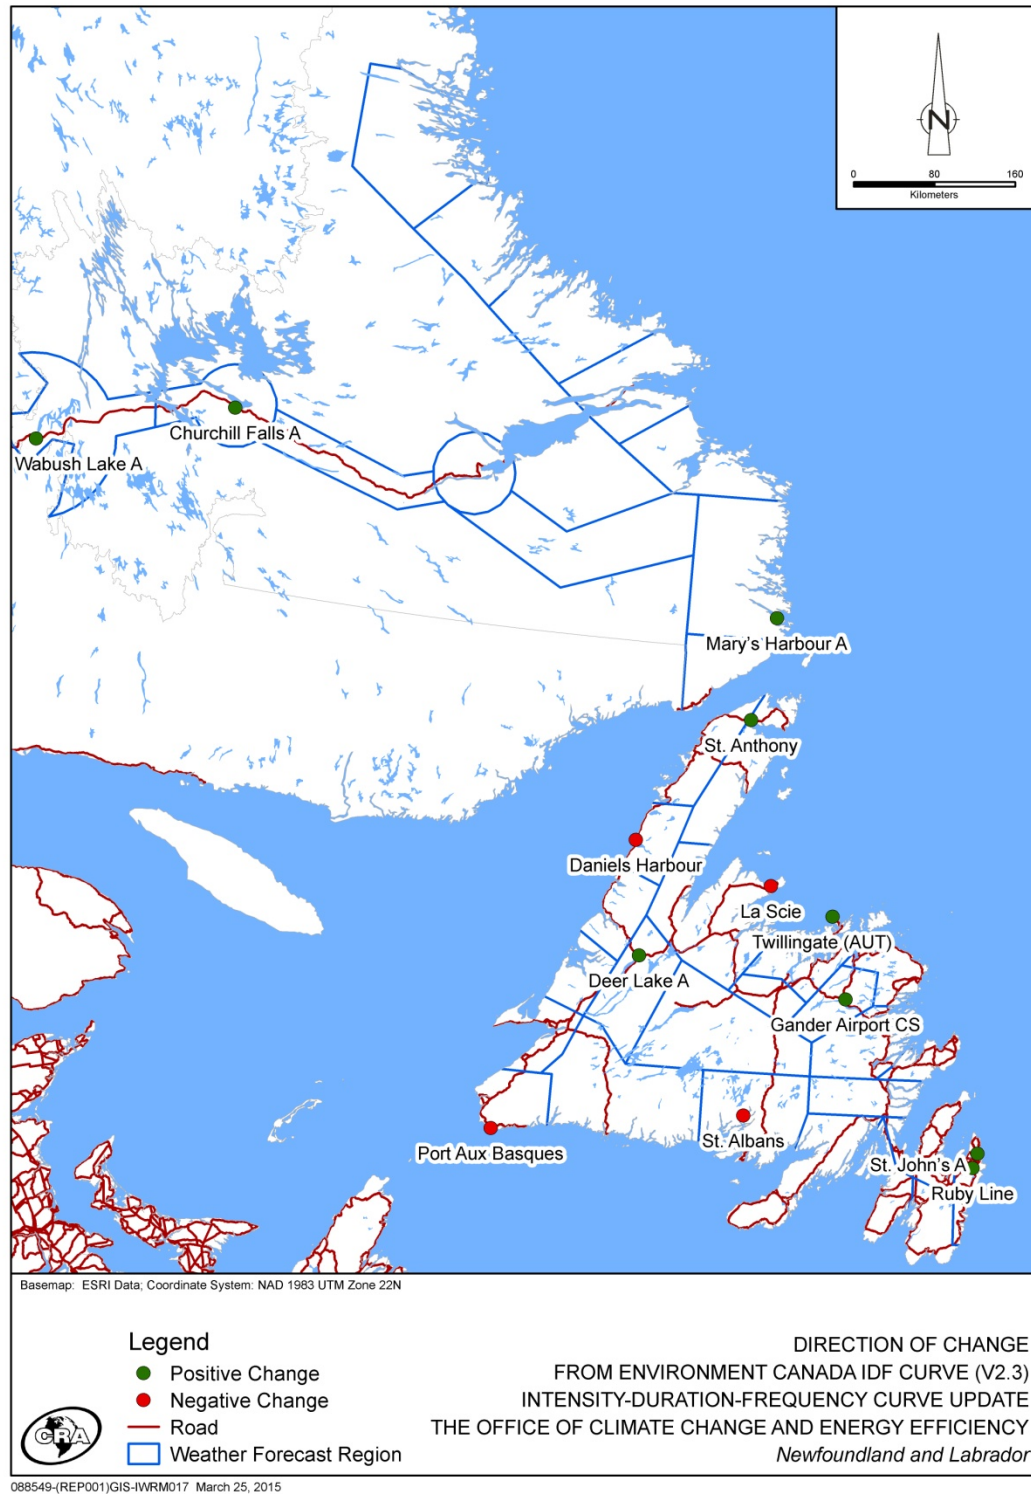 N
0 80 160
Kilometers
Churchill Falls A
Wabush Lake A
Mary's Harbour A
St. Anthony
Daniels Harbour
La Scie
Twillingate (AUT)
Deer Lake A
Gander Airport CS
St. Albans
Port Aux Basques
St. John's A
Ruby Line
Basemap: ESRI Data; Coordinate System: NAD 1983 UTM Zone 22N
Legend
Positive Change
Negative Change
Road
Weather Forecast Region
CRA
DIRECTION OF CHANGE
FROM ENVIRONMENT CANADA IDF CURVE (V2.3)
INTENSITY-DURATION-FREQUENCY CURVE UPDATE
THE OFFICE OF CLIMATE CHANGE AND ENERGY EFFICIENCY
Newfoundland and Labrador
088549-(REP001)GIS-IWRM017 March 25, 2015